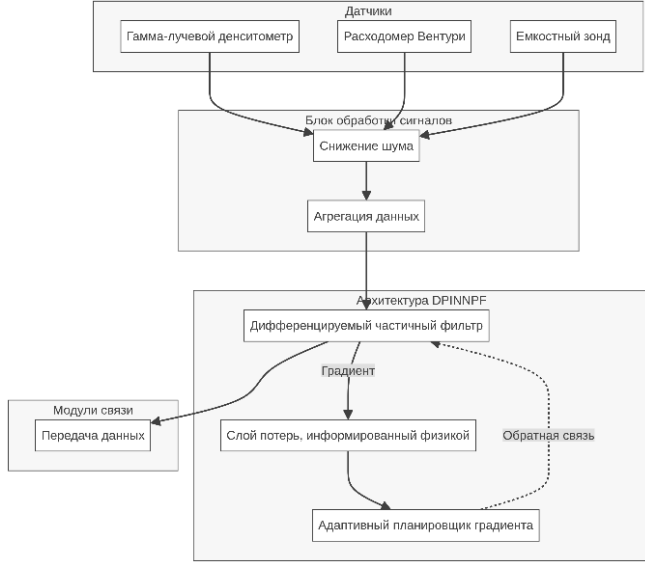 Датчики
Гамма-лучевой денситометр
Расходомер Вентури
Емкостный зонд
Блок обработки сигналов
Снижение шума
Агрегация данных
Архитектура DPINNPF
Дифференцируемый частичный фильтр
Градиент
Модули связи
Передача данных
Слой потерь, информированный физикой
Обратная связь
Адаптивный планировщик градиента